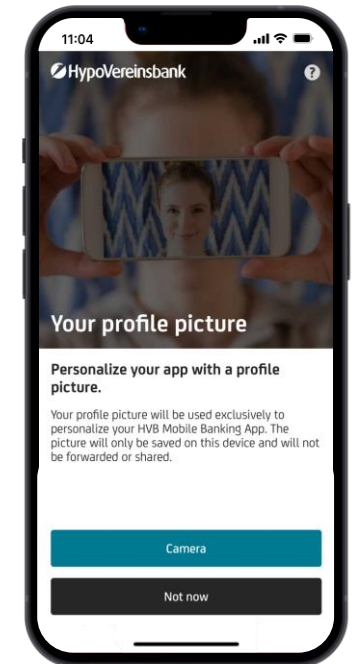 11:04
HypoVereinsbank ?
Your profile picture
Personalize your app with a profile
picture.
Your profile picture will be used exclusively to
personalize your HVB Mobile Banking App. The
picture will only be saved on this device and will not
be forwarded or shared.
Camera
Not now